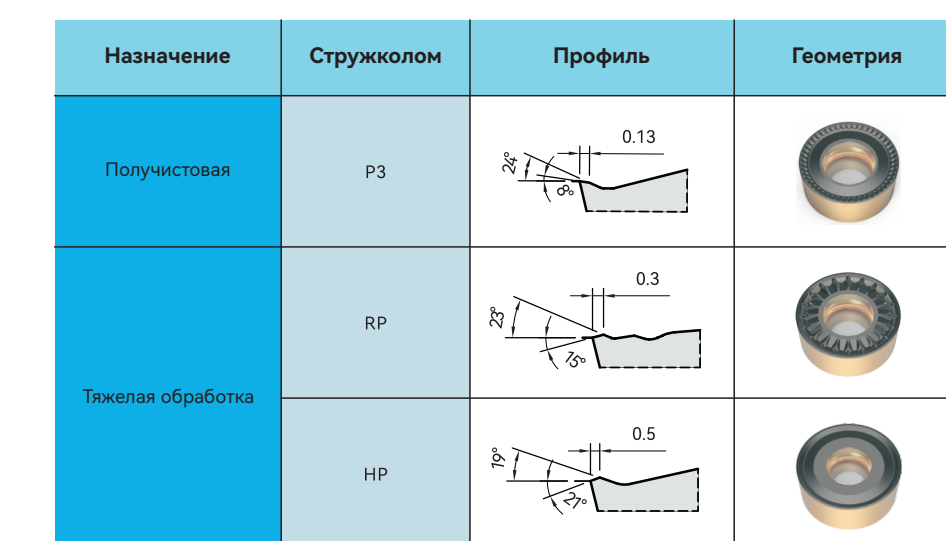 Назначение
Стружколом
Профиль
Геометрия
Получистовая
P3
0.13
24°
8°
Тяжелая обработка
RP
0.3
23°
15°
HP
0.5
19°
21°